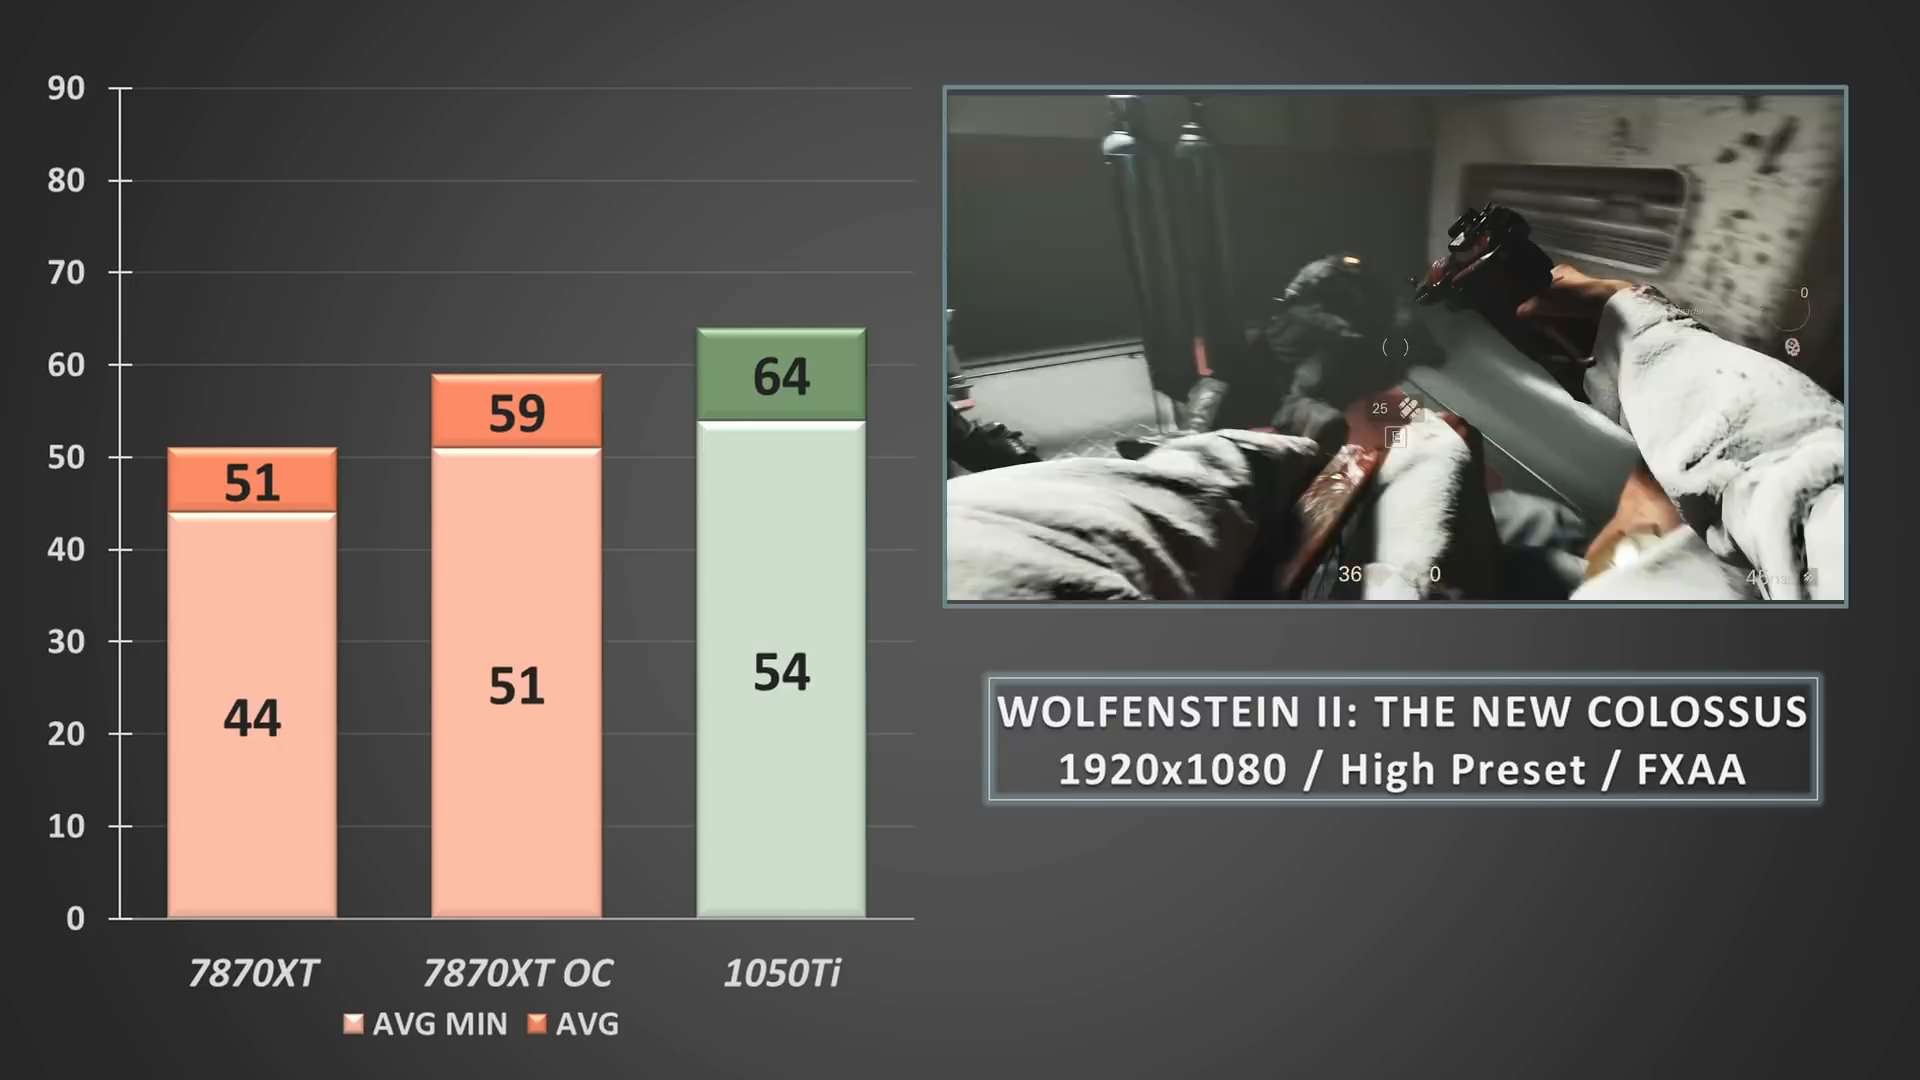 90
80
70
60
50
40
30
20
10
0
51
44
59
51
64
54
7870XT
7870XT OC
1050Ti
AVG MIN
AVG
0
25
E
36
0
WOLFENSTEIN II: THE NEW COLOSSUS
1920x1080 / High Preset / FXAA